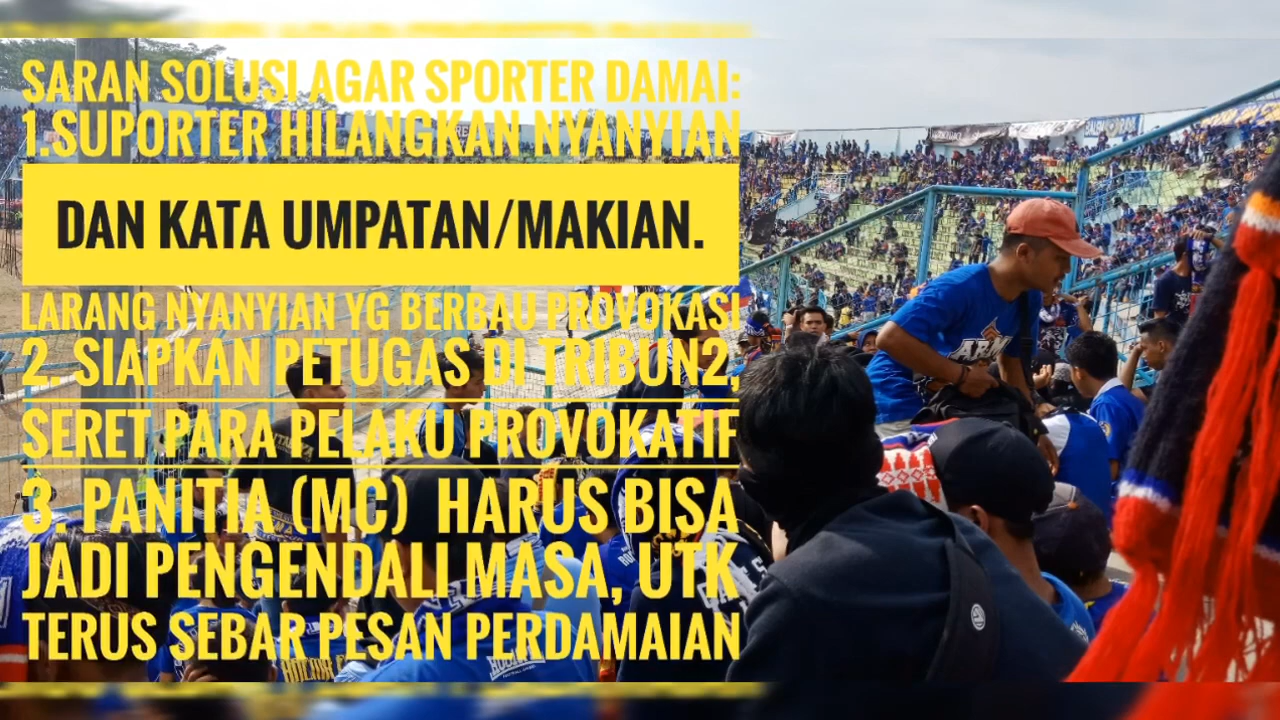 SARAN SOLUSI AGAR SPORTER DAMAI:
1.SUPORTER HILANGKAN NYANYIAN
DAN KATA UMPATAN/MAKIAN.
LARANG NYANYIAN YG BERBAU PROVOKASI
2. SIAPKAN PETUGAS DI TRIBUN2,
SERET PARA PELAKU PROVOKATIF
3. PANITIA (MC) HARUS BISA
JADI PENGENDALI MASA, UTK
TERUS SEBAR PESAN PERDAMAIAN